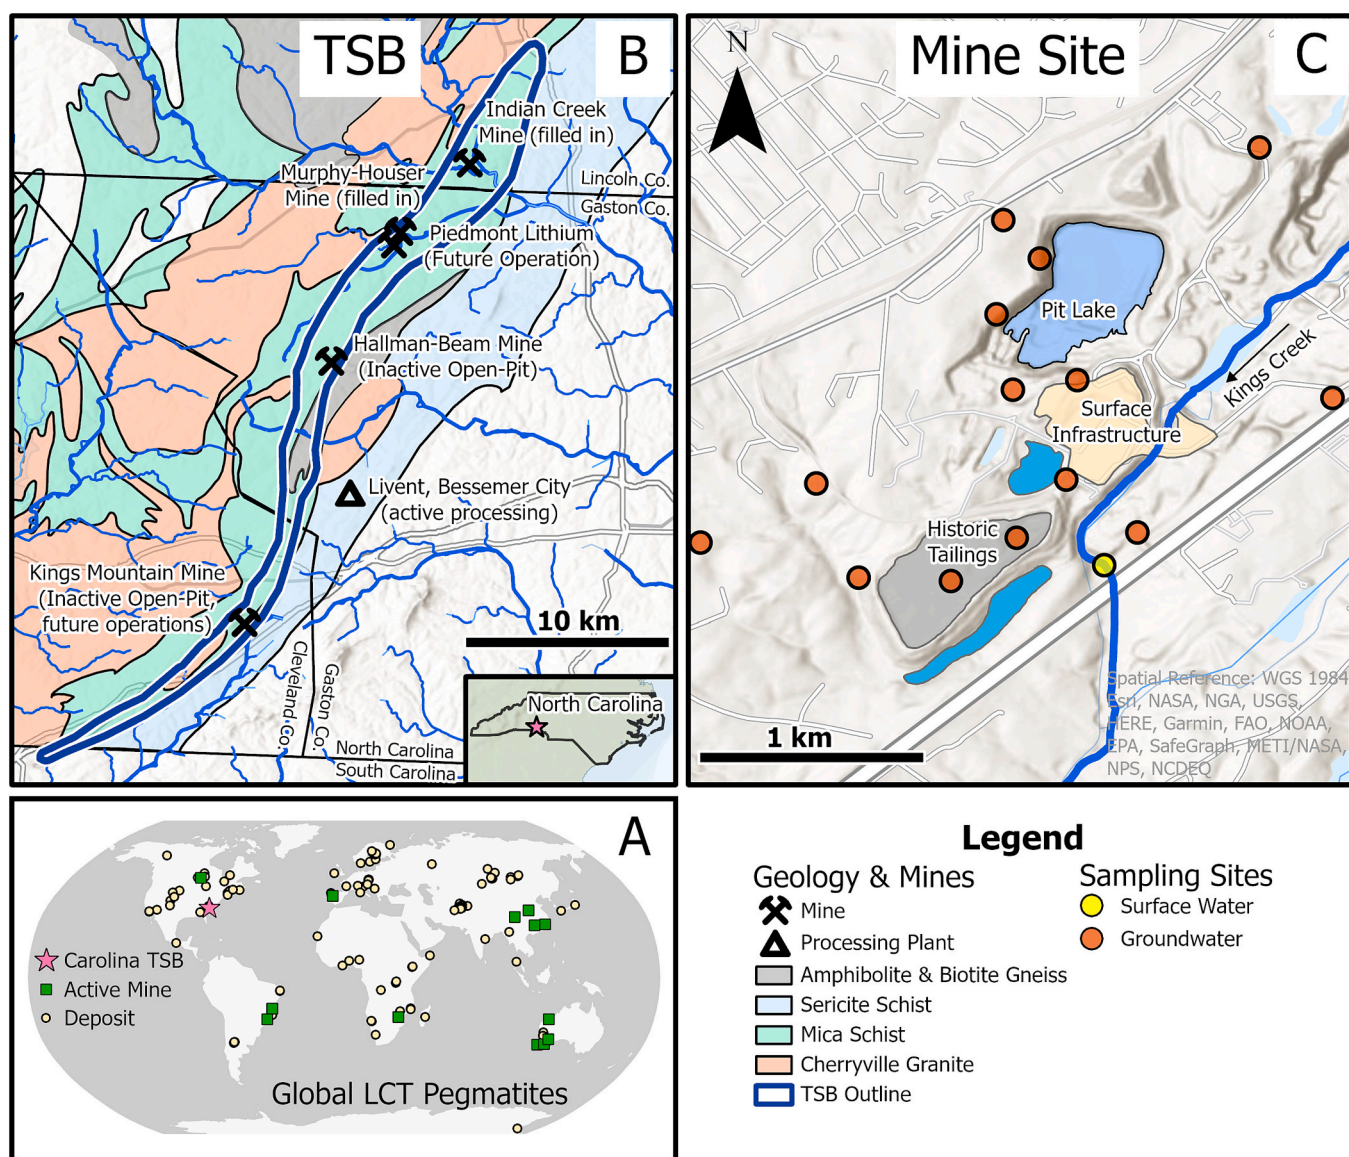 TSB
B
Indian Creek
Mine (filled in)
Murphy-Houser
Mine (filled in)
Lincoln Co.
Gaston Co.
Piedmont Lithium
(Future Operation)
Hallman-Beam Mine
(Inactive Open-Pit)
Livent, Bessemer City
(active processing)
Kings Mountain Mine
(Inactive Open-Pit,
future operations)
10 km
Cleveland Co.
Gaston Co.
North Carolina
South Carolina
North Carolina
N
Mine Site
C
Pit Lake
Kings Creek
Surface
Infrastructure
Historic
Tailings
1 km
Spatial Reference: WGS 1984
Esri, NASA, NGA, USGS,
HERE, Garmin, FAO, NOAA,
EPA, SafeGraph, METI/NASA,
NPS, NCDEQ
A
Carolina TSB
Active Mine
Deposit
Global LCT Pegmatites
Legend
Geology & Mines
Mine
Processing Plant
Amphibolite & Biotite Gneiss
Sericite Schist
Mica Schist
Cherryville Granite
TSB Outline
Sampling Sites
Surface Water
Groundwater